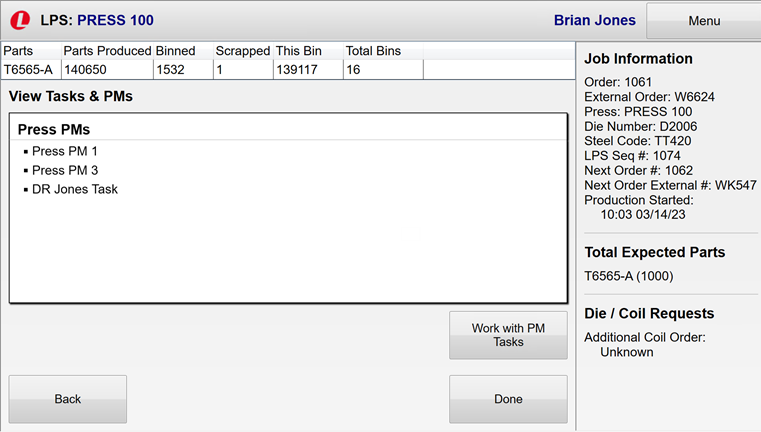 LPS: PRESS 100
Brian Jones
Menu
Parts Parts Produced Binned Scrapped This Bin Total Bins
T6565-A 140650 1532 1 139117 16
View Tasks & PMs
Press PMs
▪ Press PM 1
▪ Press PM 3
▪ DR Jones Task
Work with PM
Tasks
Back
Done
Job Information
Order: 1061
External Order: W6624
Press: PRESS 100
Die Number: D2006
Steel Code: TT420
LPS Seq #: 1074
Next Order #: 1062
Next Order External #: WK547
Production Started:
10:03 03/14/23
Total Expected Parts
T6565-A (1000)
Die / Coil Requests
Additional Coil Order:
Unknown